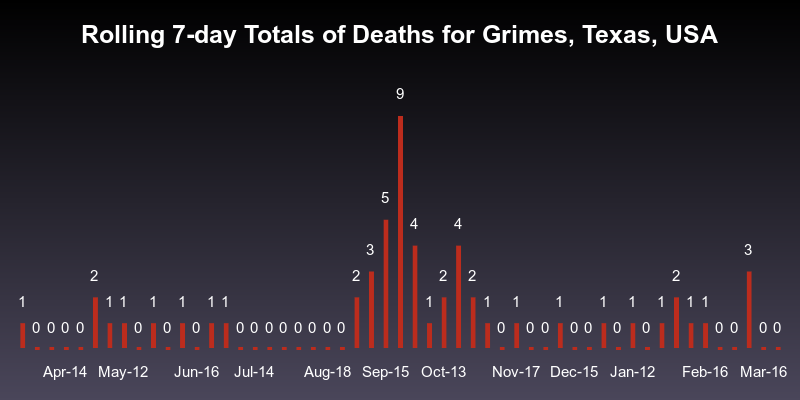 Rolling 7-day Totals of Deaths for Grimes, Texas, USA
1 0 0 0 0 2 1 1 0 1 0 1 0 1 1 0 0 0 0 0 0 0 0 2 3 5 9 4 1 2 4 2 1 0 1 0 0 1 0 0 1 0 1 0 1 2 1 1 0 0 3 0 0
Apr-14 May-12 Jun-16 Jul-14 Aug-18 Sep-15 Oct-13 Nov-17 Dec-15 Jan-12 Feb-16 Mar-16